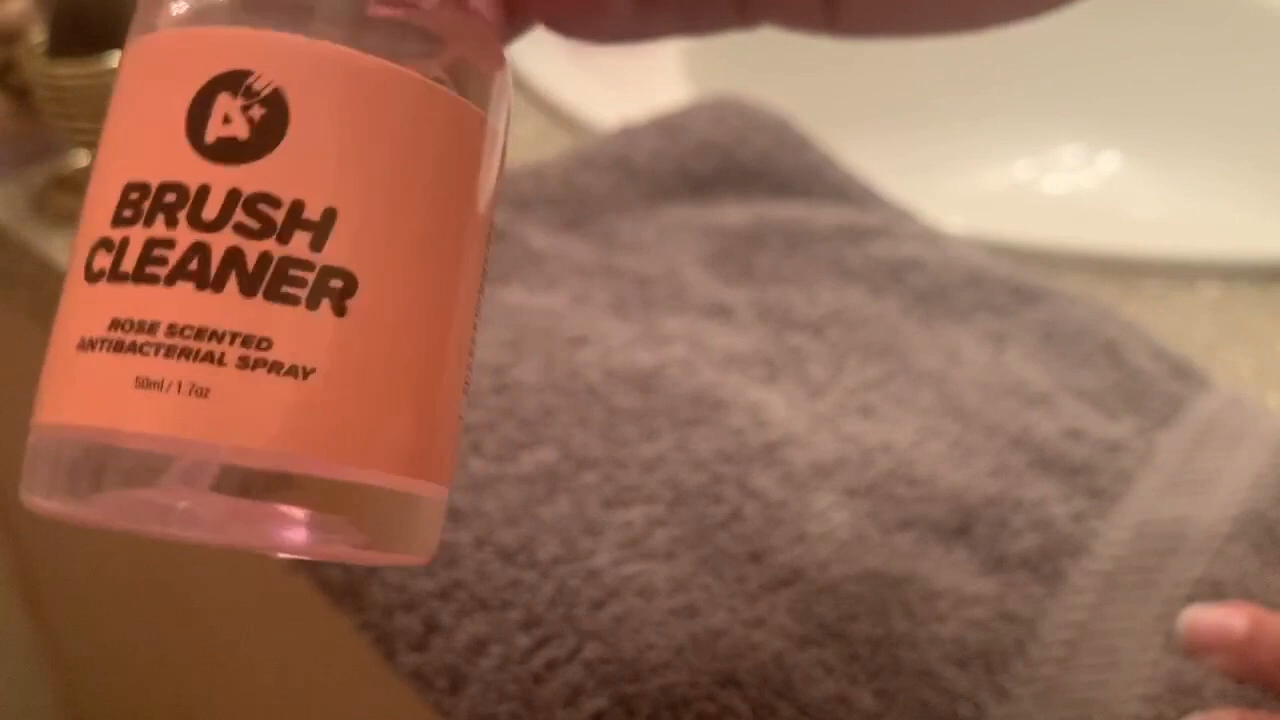 A+
BRUSH
CLEANER
ROSE SCENTED
ANTIBACTERIAL SPRAY
50ml / 1.7oz